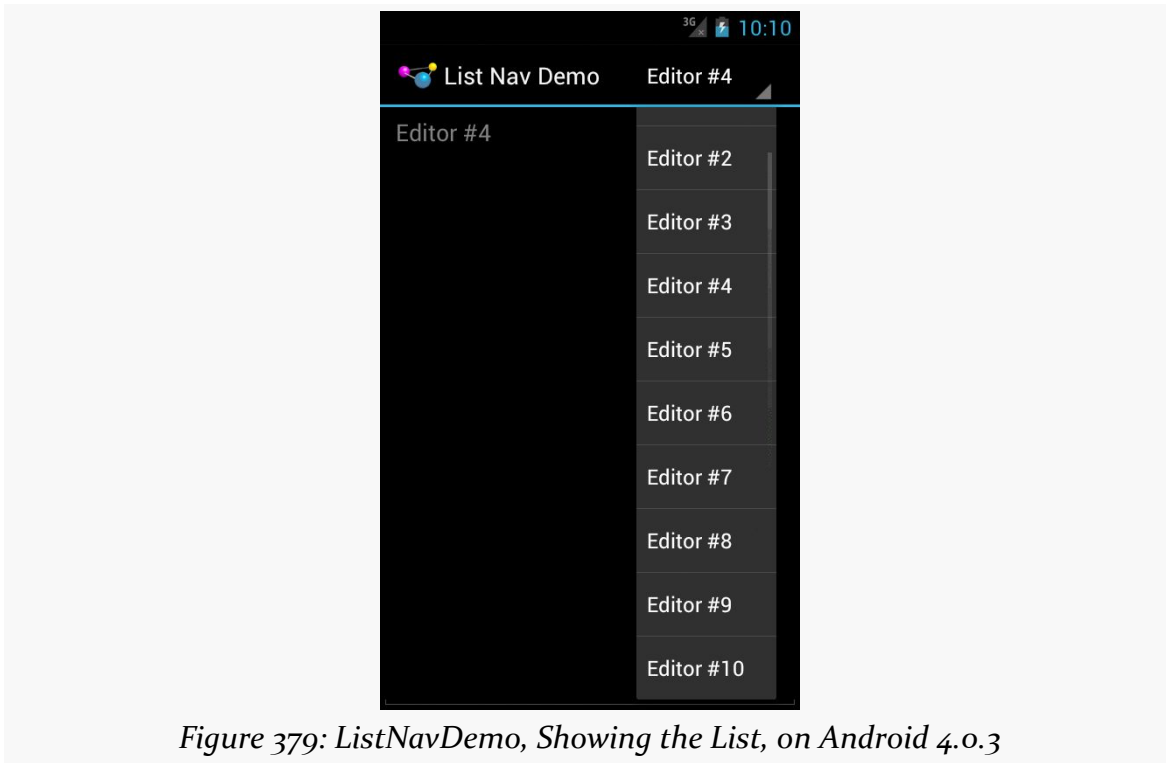 3G 10:10
List Nav Demo Editor #4
Editor #4
Editor #2
Editor #3
Editor #4
Editor #5
Editor #6
Editor #7
Editor #8
Editor #9
Editor #10
Figure 379: ListNavDemo, Showing the List, on Android 4.0.3